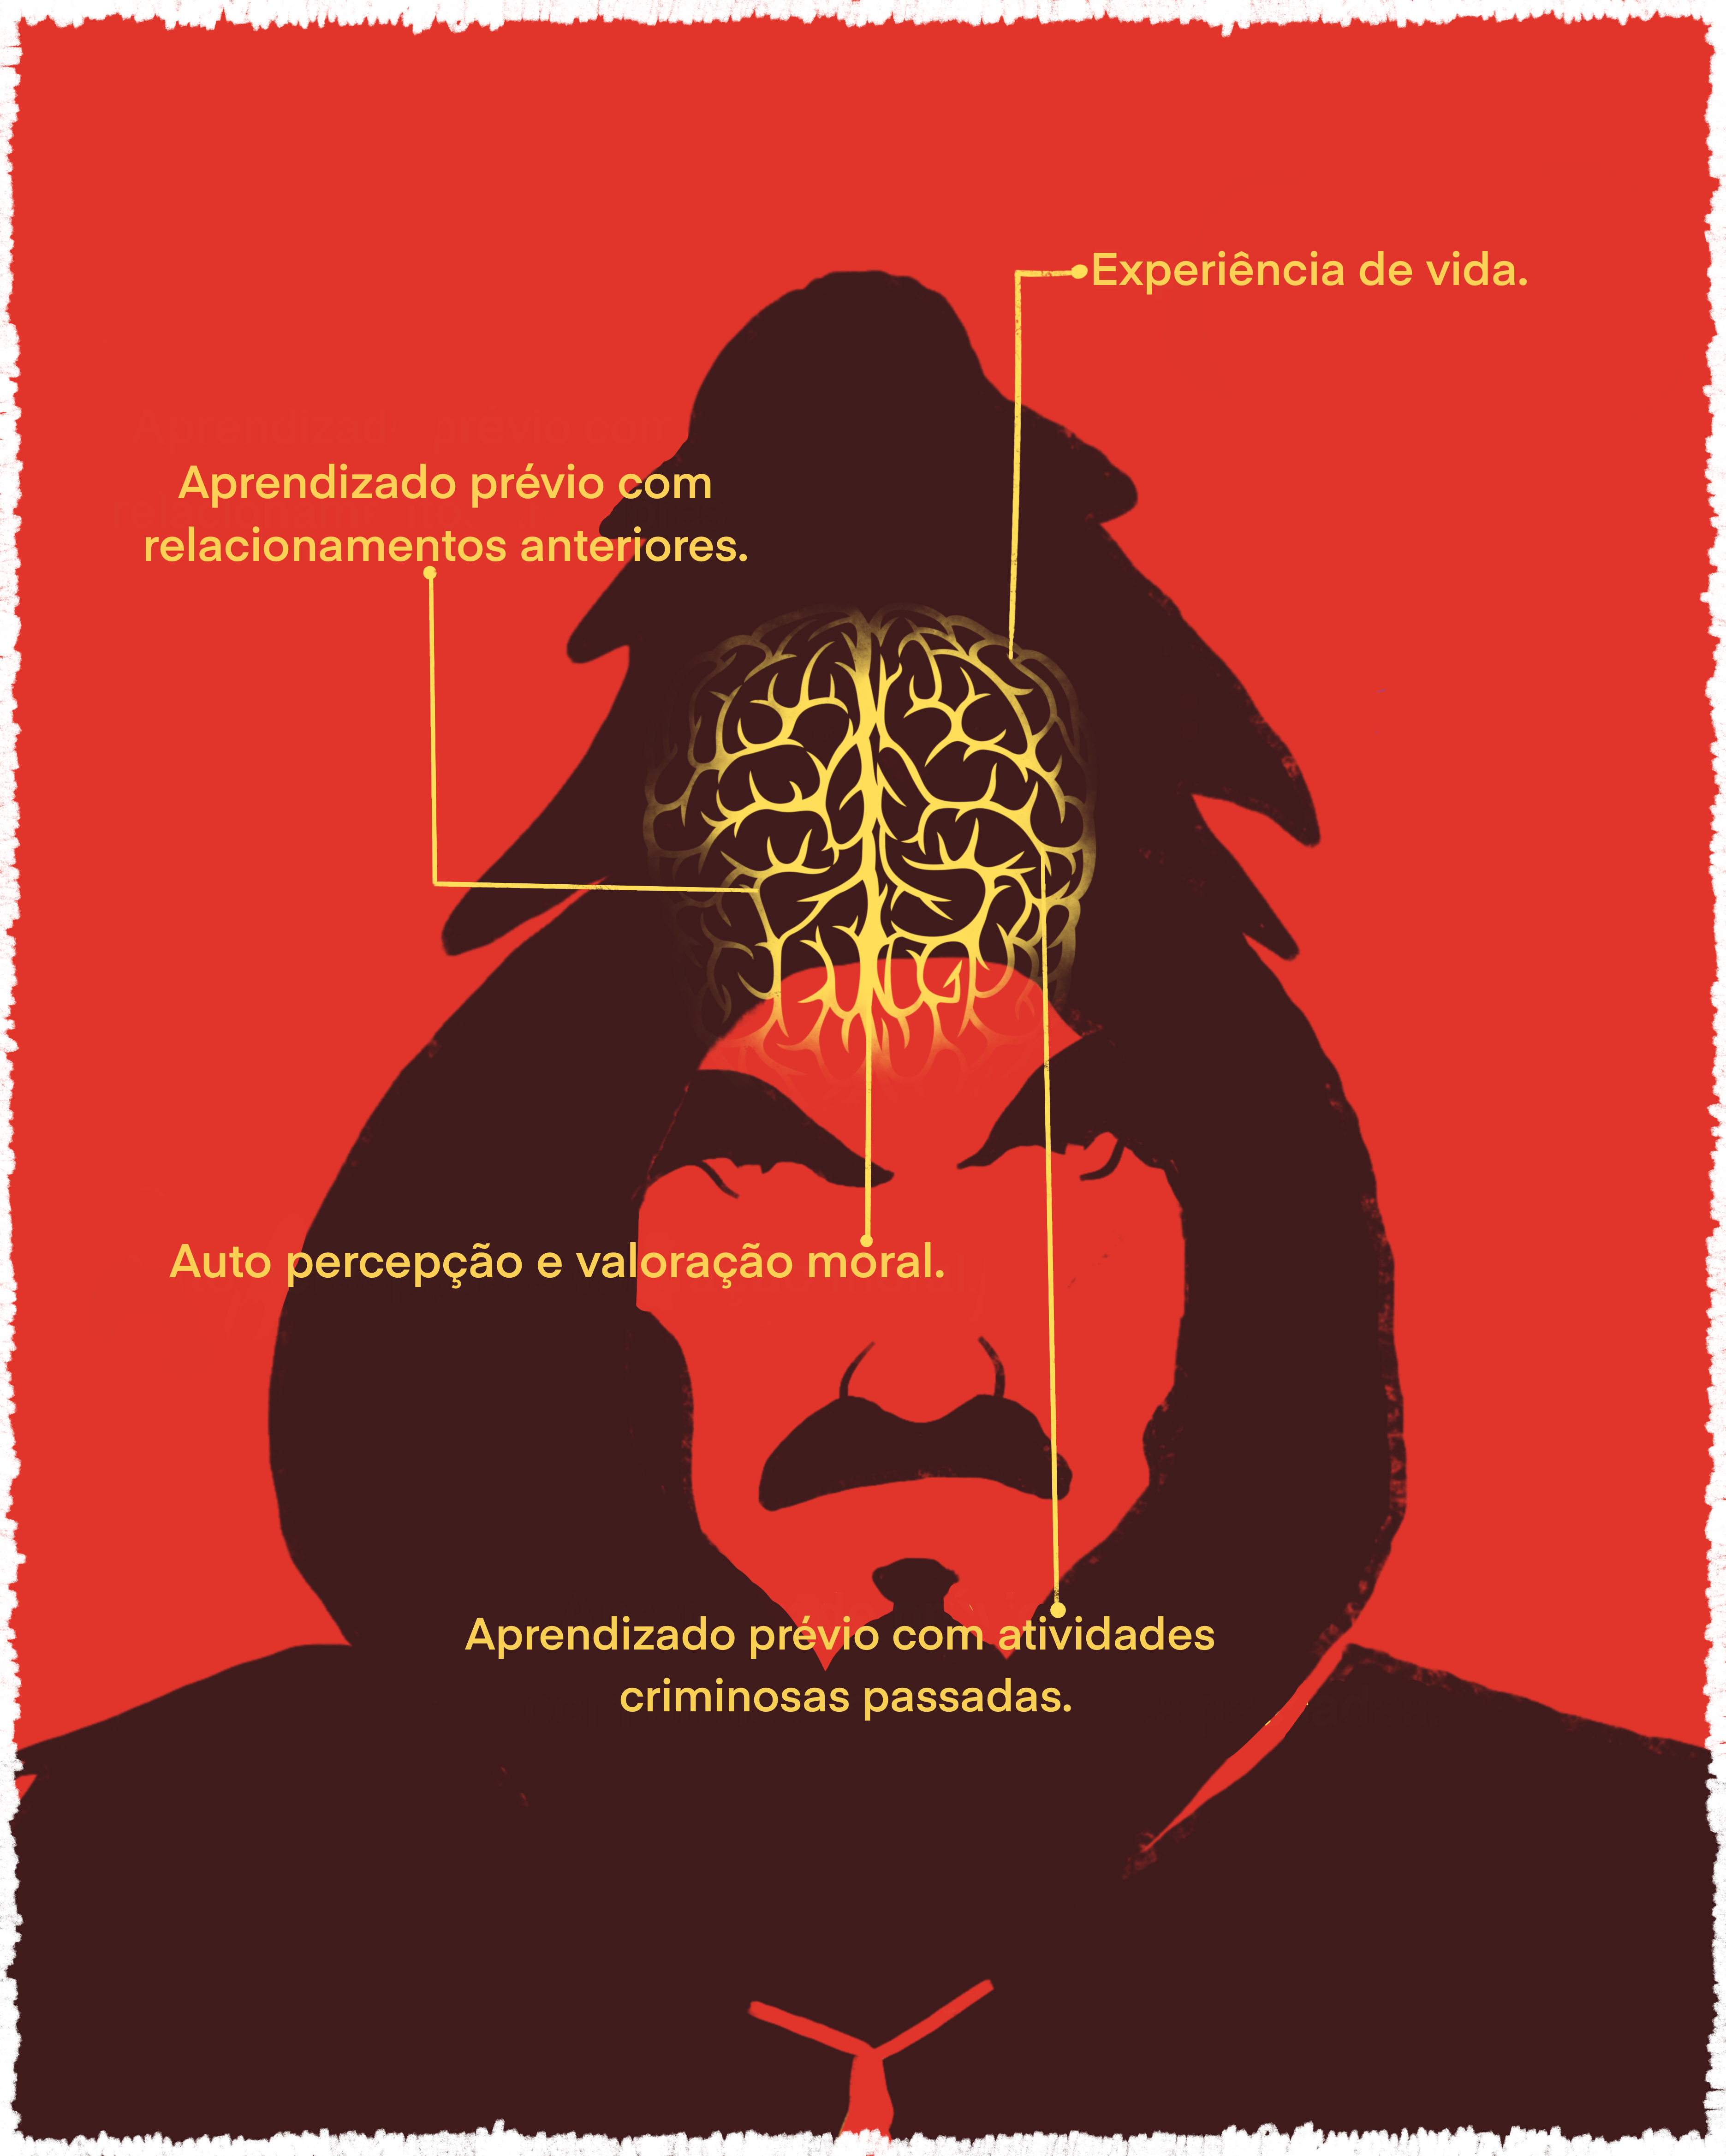 Experiência de vida.
Aprendizado prévio com
relacionamentos anteriores.
Auto percepção e valoração moral.
Aprendizado prévio com atividades
criminosas passadas.